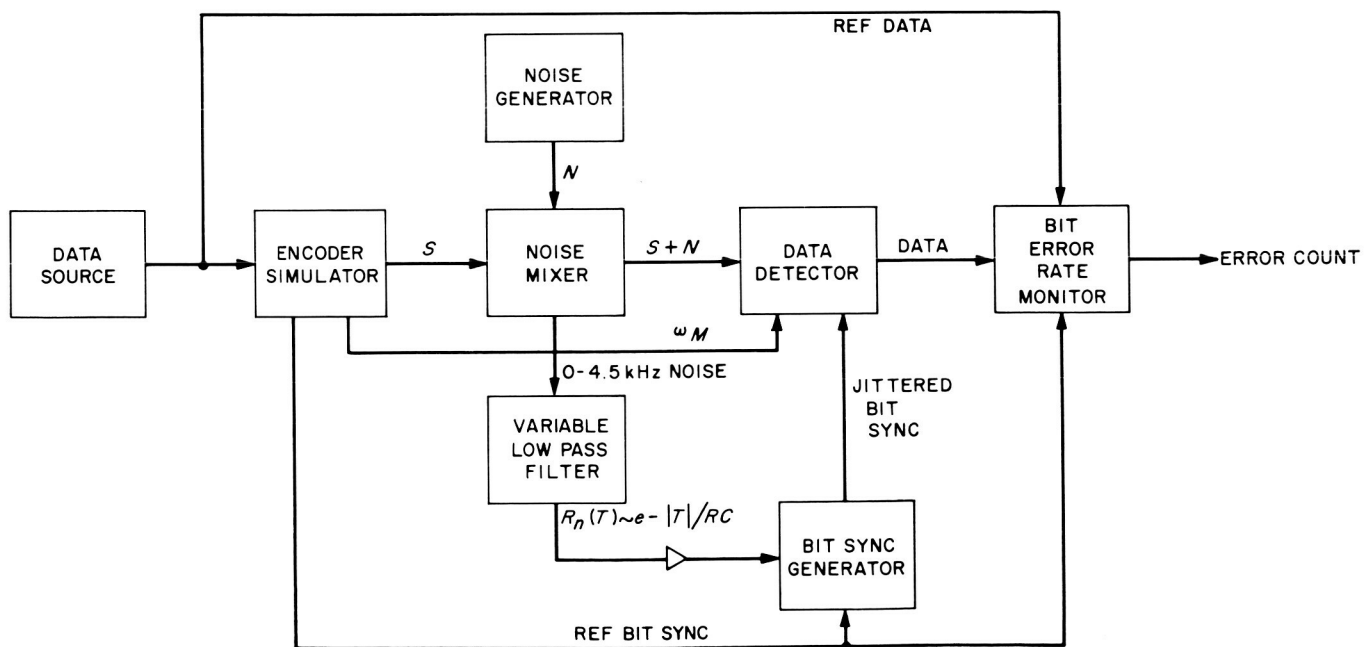 REF DATA
NOISE
GENERATOR
N
DATA
SOURCE
ENCODER
SIMULATOR
S
NOISE
MIXER
S + N
DATA
DETECTOR
DATA
BIT
ERROR
RATE
MONITOR
ERROR COUNT
ωM
0-4.5 kHz NOISE
JITTERED
BIT
SYNC
VARIABLE
LOW PASS
FILTER
Rn(T)~e-|T|/RC
BIT SYNC
GENERATOR
REF BIT SYNC